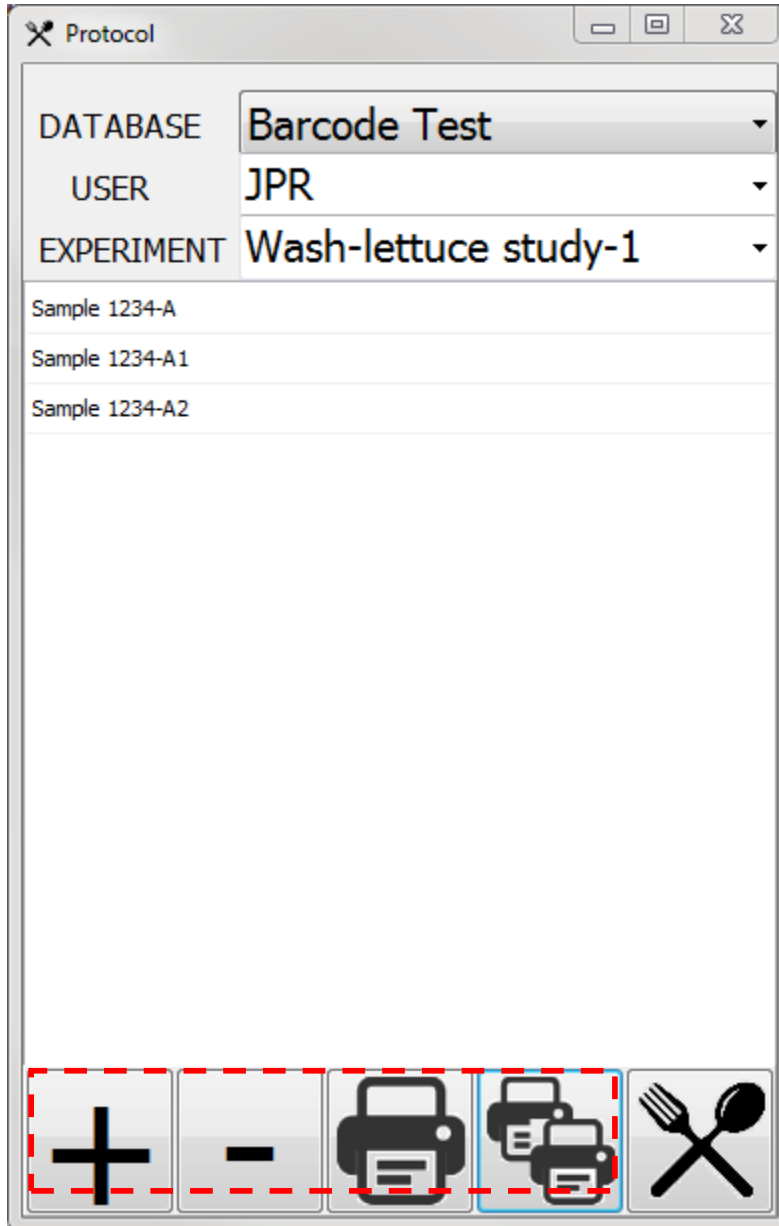 Protocol
DATABASE Barcode Test
USER JPR
EXPERIMENT Wash-lettuce study-1
Sample 1234-A
Sample 1234-A1
Sample 1234-A2
+ -